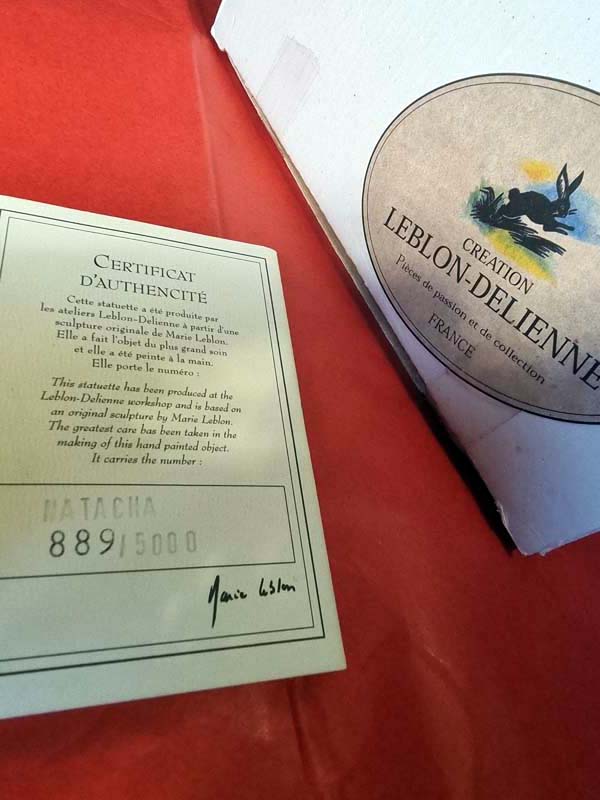 CERTIFICAT
D'AUTHENCITÉ
Cette statuette a été produite par
les ateliers Leblon-Delienne à partir d'une
sculpture originale de Marie Leblon.
Elle a fait l'objet du plus grand soin
et elle a été peinte à la main.
Elle porte le numéro :
This statuette has been produced at the
Leblon-Delienne workshop and is based on
an original sculpture by Marie Leblon.
The greatest care has been taken in the
making of this hand painted object.
It carries the number :
NATACHA
889/5000
Marie Leblon
CREATION
LEBLON-DELIENNE
Pièces de passion et de collection
FRANCE